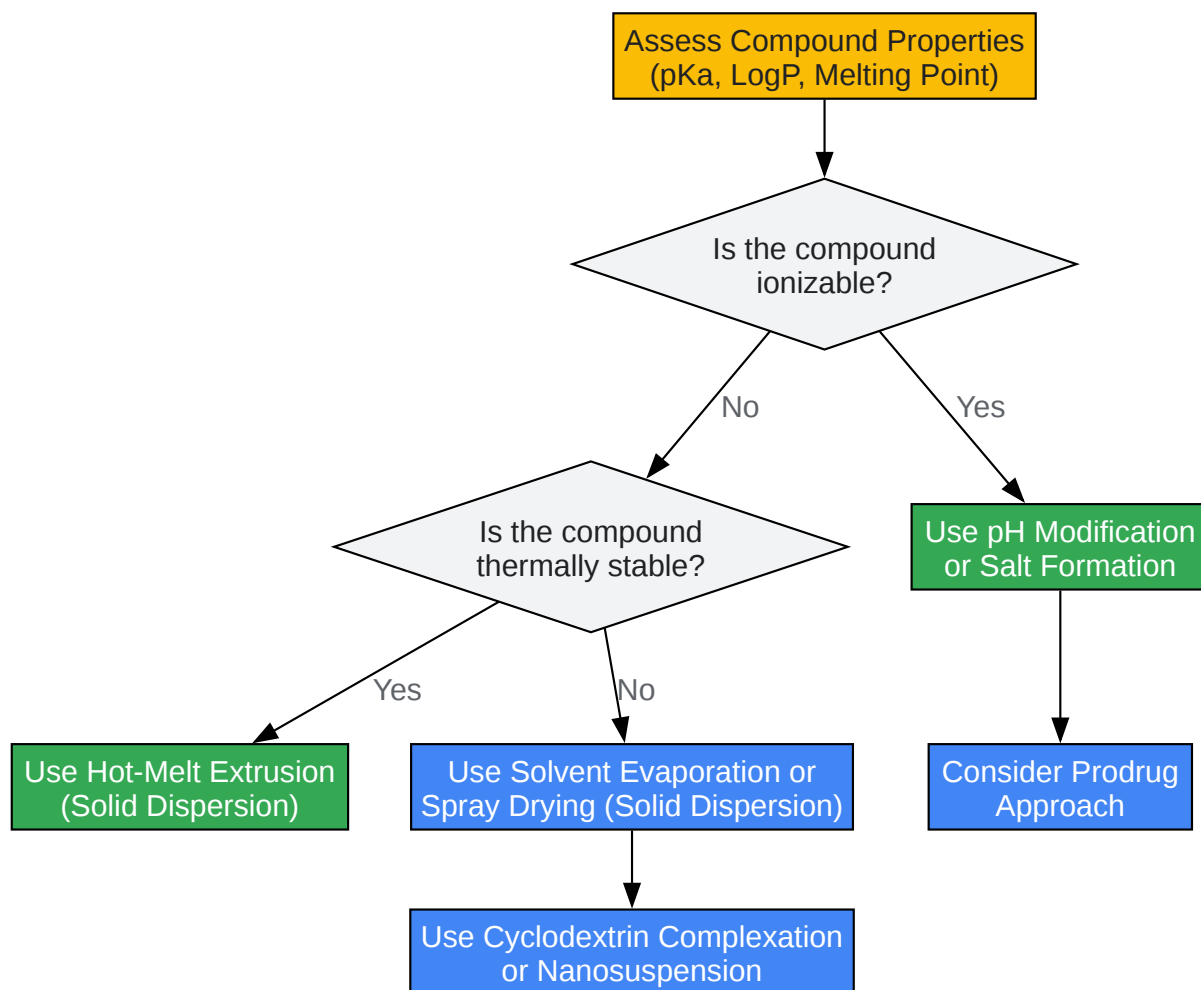 Assess Compound Properties
(pKa, LogP, Melting Point)
Is the compound
ionizable?
No
Yes
Is the compound
thermally stable?
Use pH Modification
or Salt Formation
Yes
No
Use Hot-Melt Extrusion
(Solid Dispersion)
Use Solvent Evaporation or
Spray Drying (Solid Dispersion)
Consider Prodrug
Approach
Use Cyclodextrin Complexation
or Nanosuspension